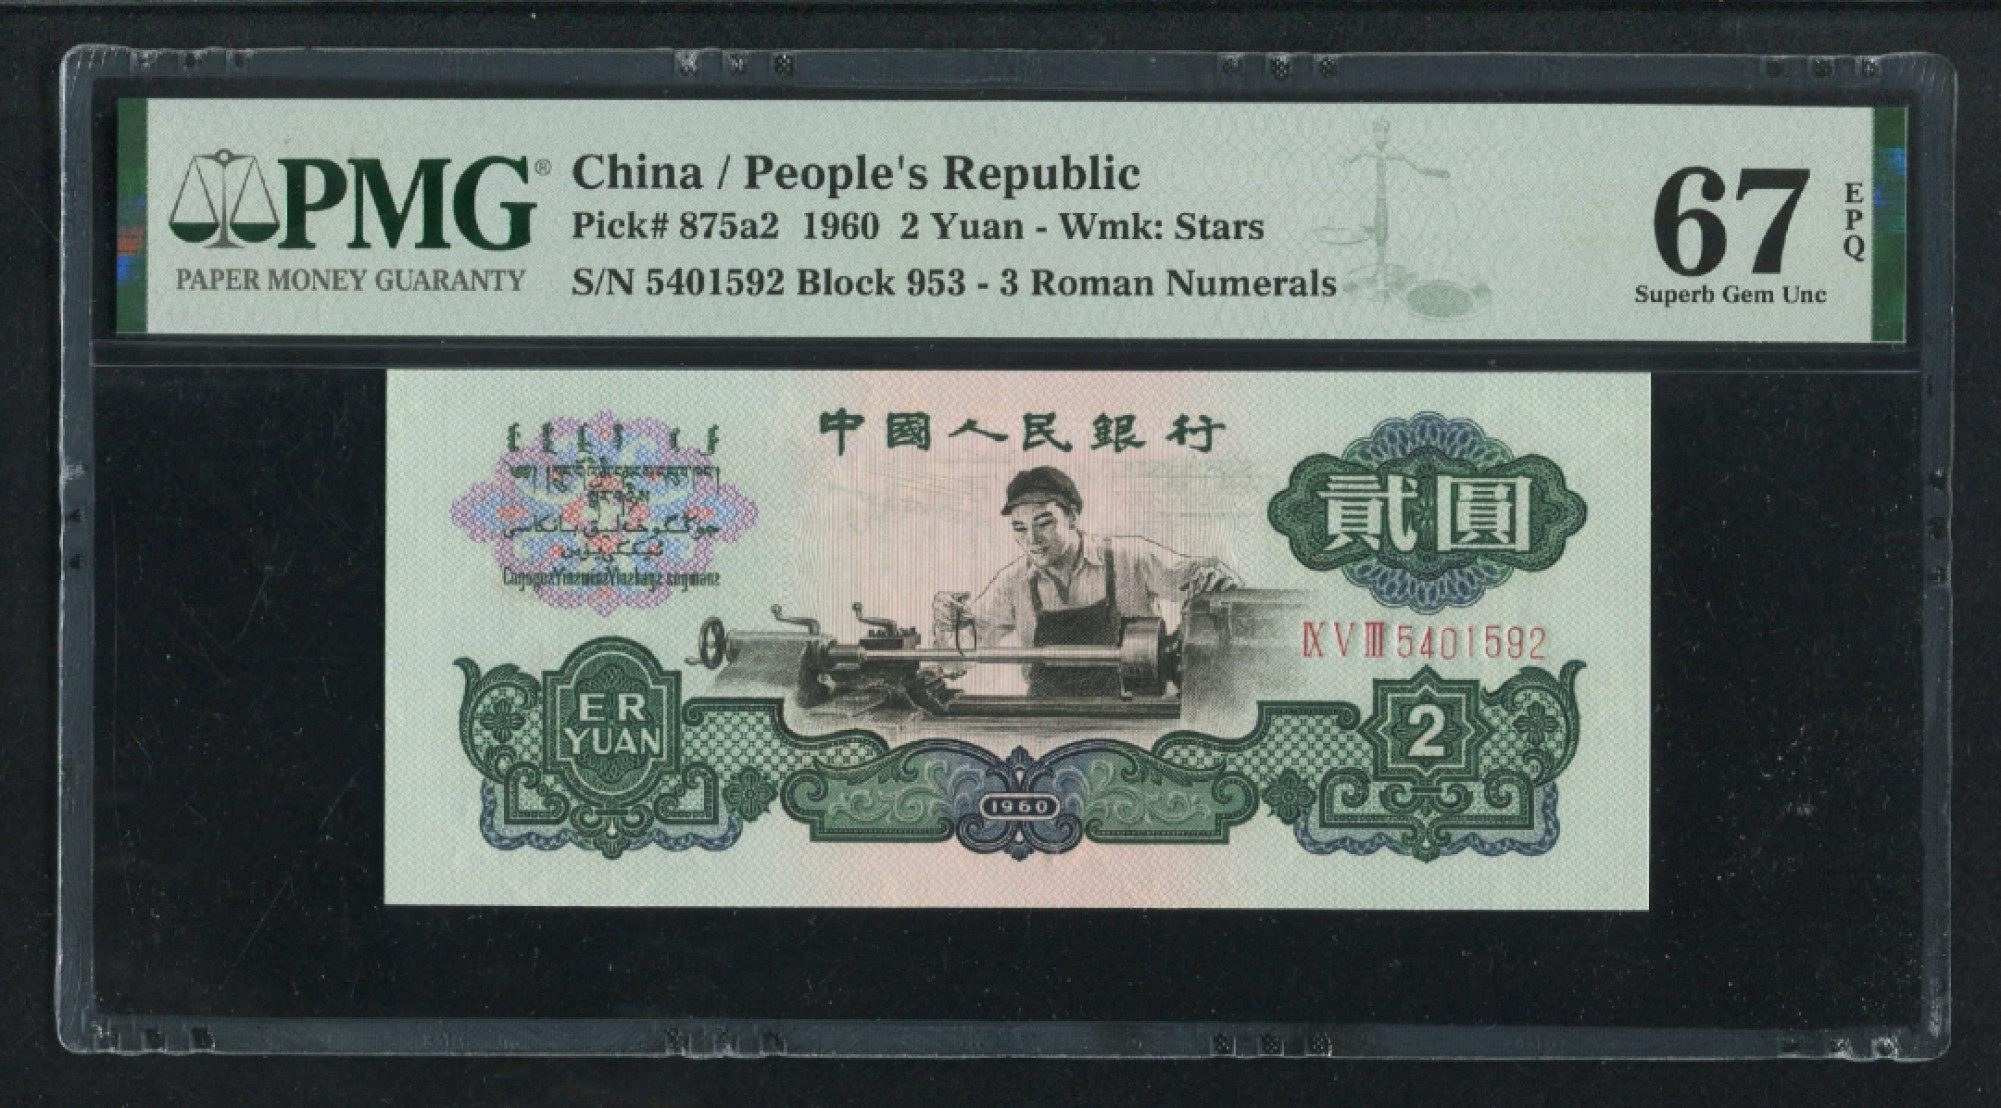 PMG®
PAPER MONEY GUARANTY
China / People's Republic
Pick# 875a2 1960 2 Yuan - Wmk: Stars
S/N 5401592 Block 953 - 3 Roman Numerals
67
EPQ
Superb Gem Unc
中國人民銀行
貳圓
IX V III 5401592
ER
YUAN
2
1960